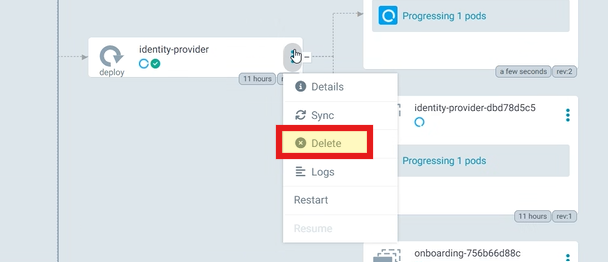 Progressing 1 pods
identity-provider
deploy
11 hours
a few seconds
rev:2
Details
Sync
Delete
Logs
Restart
Resume
identity-provider-dbd78d5c5
Progressing 1 pods
11 hours
rev:1
onboarding-756b66d88c